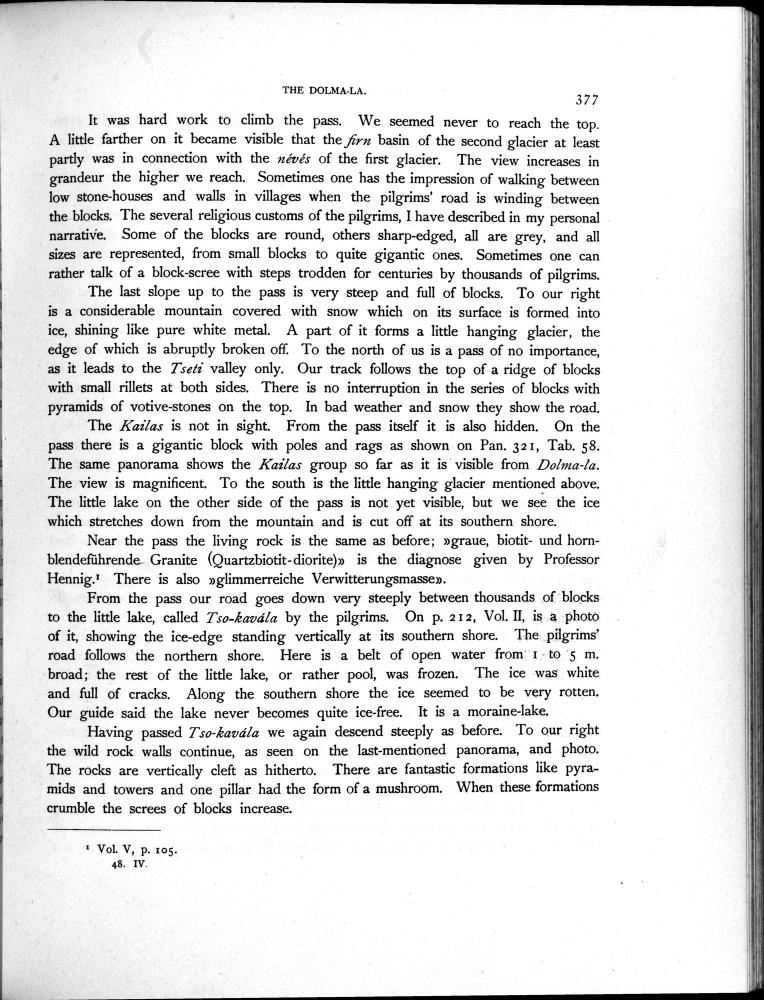 THE DOLMA-LA.
377
It was hard work to climb the pass. We seemed never to reach the top.
A little farther on it became visible that the firn basin of the second glacier at least
partly was in connection with the névés of the first glacier. The view increases in
grandeur the higher we reach. Sometimes one has the impression of walking between
low stone-houses and walls in villages when the pilgrims' road is winding between
the blocks. The several religious customs of the pilgrims, I have described in my personal
narrative. Some of the blocks are round, others sharp-edged, all are grey, and all
sizes are represented, from small blocks to quite gigantic ones. Sometimes one can
rather talk of a block-scree with steps trodden for centuries by thousands of pilgrims.
The last slope up to the pass is very steep and full of blocks. To our right
is a considerable mountain covered with snow which on its surface is formed into
ice, shining like pure white metal. A part of it forms a little hanging glacier, the
edge of which is abruptly broken off. To the north of us is a pass of no importance,
as it leads to the Tseti valley only. Our track follows the top of a ridge of blocks
with small rillets at both sides. There is no interruption in the series of blocks with
pyramids of votive-stones on the top. In bad weather and snow they show the road.
The Kailas is not in sight. From the pass itself it is also hidden. On the
pass there is a gigantic block with poles and rags as shown on Pan. 321, Tab. 58.
The same panorama shows the Kailas group so far as it is visible from Dolma-la.
The view is magnificent. To the south is the little hanging glacier mentioned above.
The little lake on the other side of the pass is not yet visible, but we see the ice
which stretches down from the mountain and is cut off at its southern shore.
Near the pass the living rock is the same as before; »graue, biotit- und horn-
blendeführende Granite (Quartzbiotit-diorite)» is the diagnose given by Professor
Hennig.¹ There is also »glimmerreiche Verwitterungsmasse».
From the pass our road goes down very steeply between thousands of blocks
to the little lake, called Tso-kavála by the pilgrims. On p. 212, Vol. II, is a photo
of it, showing the ice-edge standing vertically at its southern shore. The pilgrims'
road follows the northern shore. Here is a belt of open water from 1 to 5 m.
broad; the rest of the little lake, or rather pool, was frozen. The ice was white
and full of cracks. Along the southern shore the ice seemed to be very rotten.
Our guide said the lake never becomes quite ice-free. It is a moraine-lake.
Having passed Tso-kavála we again descend steeply as before. To our right
the wild rock walls continue, as seen on the last-mentioned panorama, and photo.
The rocks are vertically cleft as hitherto. There are fantastic formations like pyra-
mids and towers and one pillar had the form of a mushroom. When these formations
crumble the screes of blocks increase.
¹ Vol. V, p. 105.
48. IV.